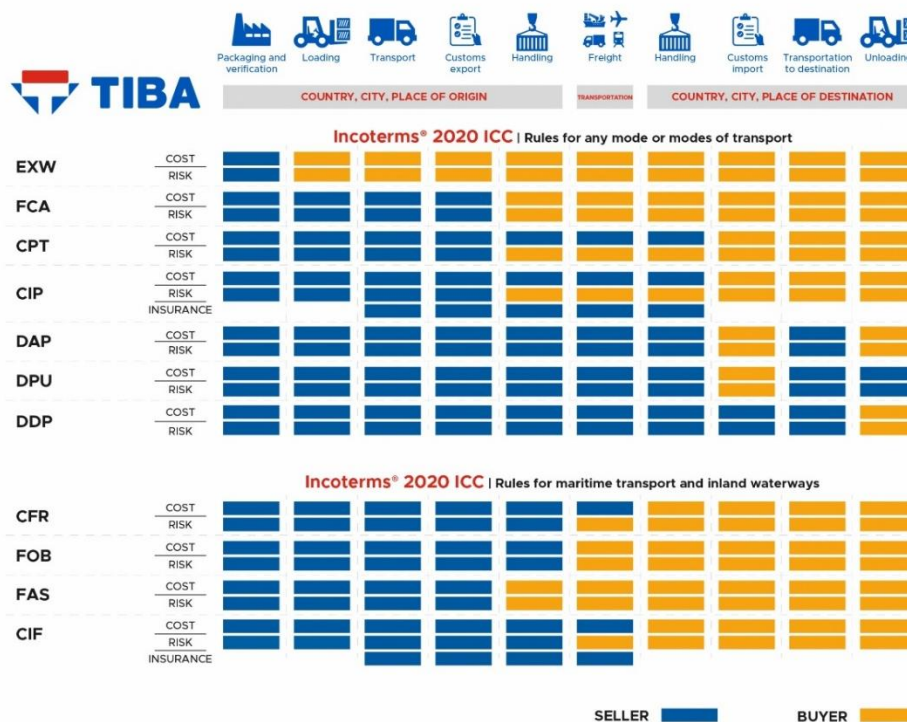 Packaging and verification
Loading
Transport
Customs export
Handling
Freight
Handling
Customs import
Transportation to destination
Unloading
TIBA
COUNTRY, CITY, PLACE OF ORIGIN
TRANSPORTATION
COUNTRY, CITY, PLACE OF DESTINATION
Incoterms® 2020 ICC | Rules for any mode or modes of transport
EXW
COST
RISK
FCA
COST
RISK
CPT
COST
RISK
CIP
COST
RISK
INSURANCE
DAP
COST
RISK
DPU
COST
RISK
DDP
COST
RISK
Incoterms® 2020 ICC | Rules for maritime transport and inland waterways
CFR
COST
RISK
FOB
COST
RISK
FAS
COST
RISK
CIF
COST
RISK
INSURANCE
SELLER
BUYER